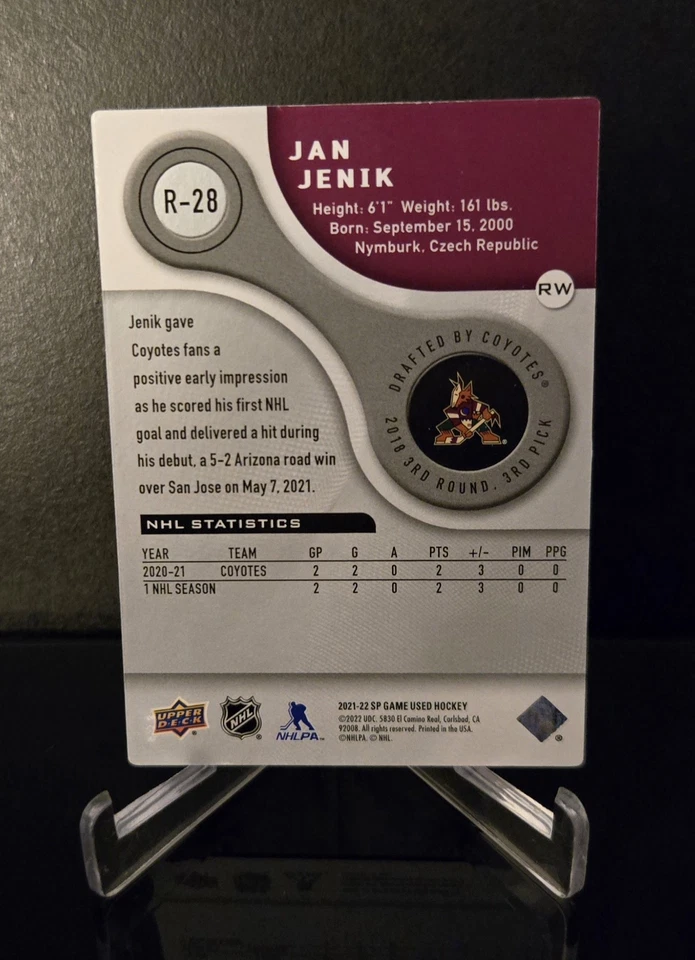 R-28
JAN
JENIK
Height: 6'1" Weight: 161 lbs.
Born: September 15, 2000
Nymburk, Czech Republic
RW
Jenik gave
Coyotes fans a
positive early impression
as he scored his first NHL
goal and delivered a hit during
his debut, a 5-2 Arizona road win
over San Jose on May 7, 2021.
DRAFTED BY COYOTES®
2018 3RD ROUND, 3RD PICK
NHL STATISTICS
YEAR TEAM GP G A PTS +/- PIM PPG
2020-21 COYOTES 2 2 0 2 3 0 0
1 NHL SEASON 2 2 0 2 3 0 0
UPPER
DECK
NHL
NHLPA
2021-22 SP GAME USED HOCKEY
©2022 UDC. 5830 El Camino Real, Carlsbad, CA
92008. All rights reserved. Printed in the USA.
©NHLPA. © NHL.